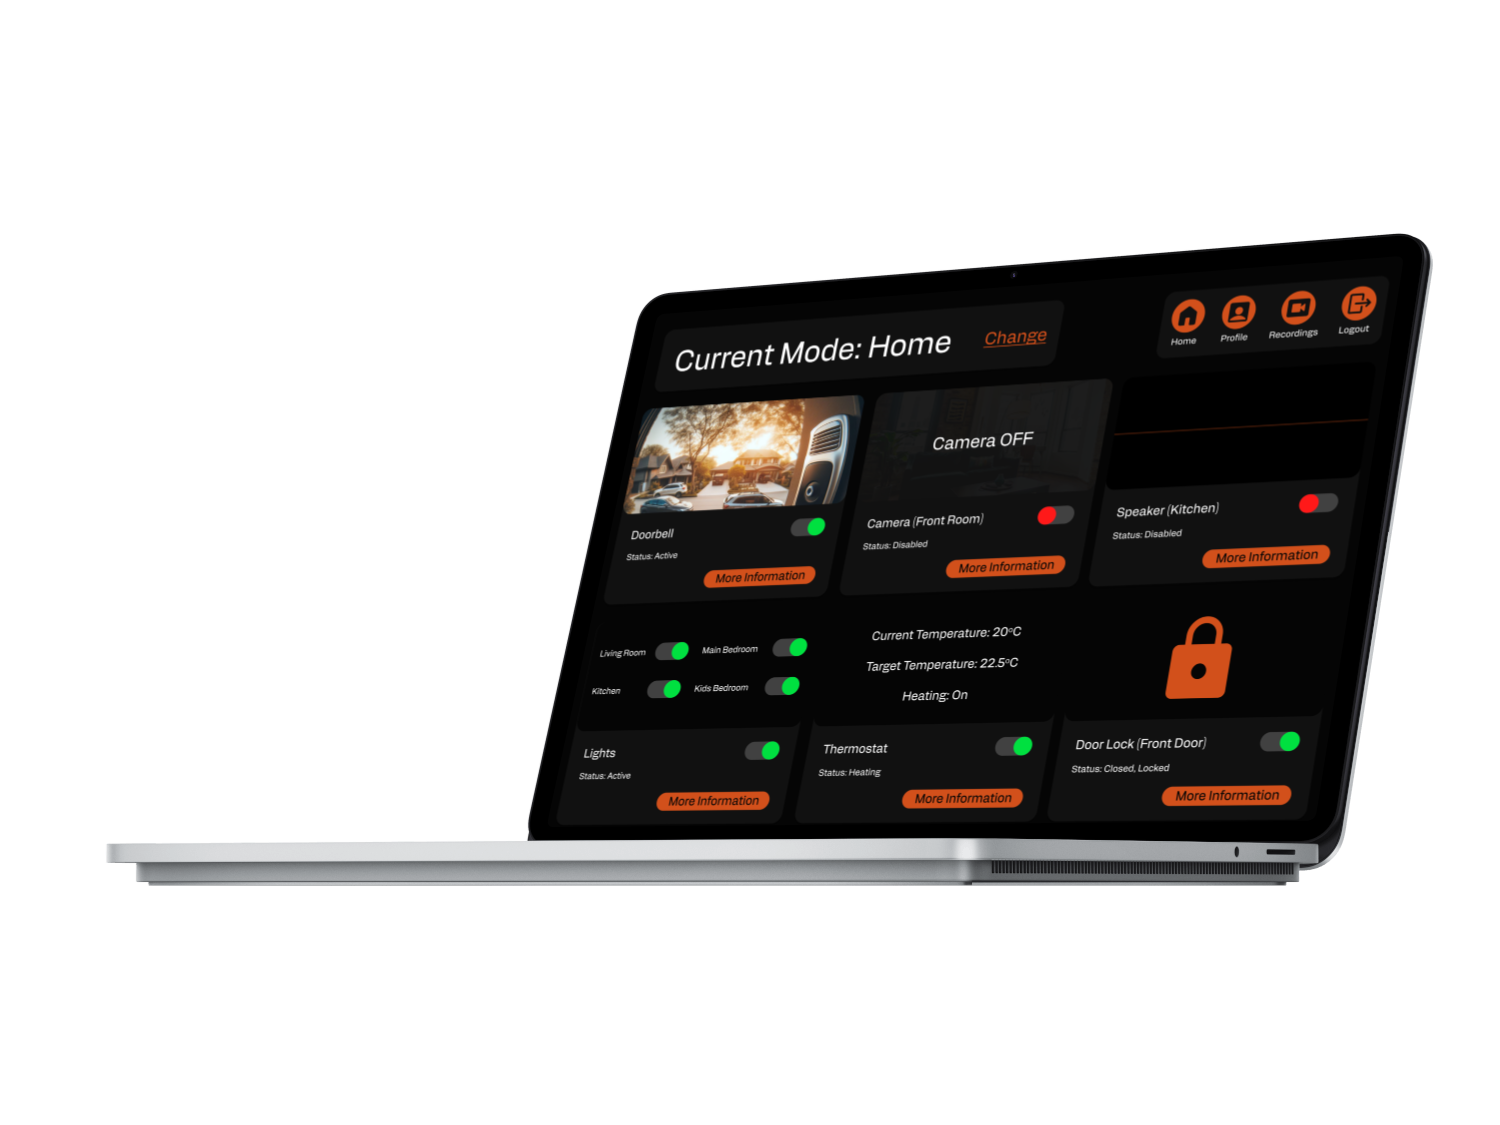 Current Mode: Home
Change
Home
Profile
Recordings
Logout
Camera OFF
Doorbell
Status: Active
More Information
Camera (Front Room)
Status: Disabled
More Information
Speaker (Kitchen)
Status: Disabled
More Information
Living Room
Main Bedroom
Kitchen
Kids Bedroom
Lights
Status: Active
More Information
Current Temperature: 20°C
Target Temperature: 22.5°C
Heating: On
Thermostat
Status: Heating
More Information
Door Lock (Front Door)
Status: Closed, Locked
More Information